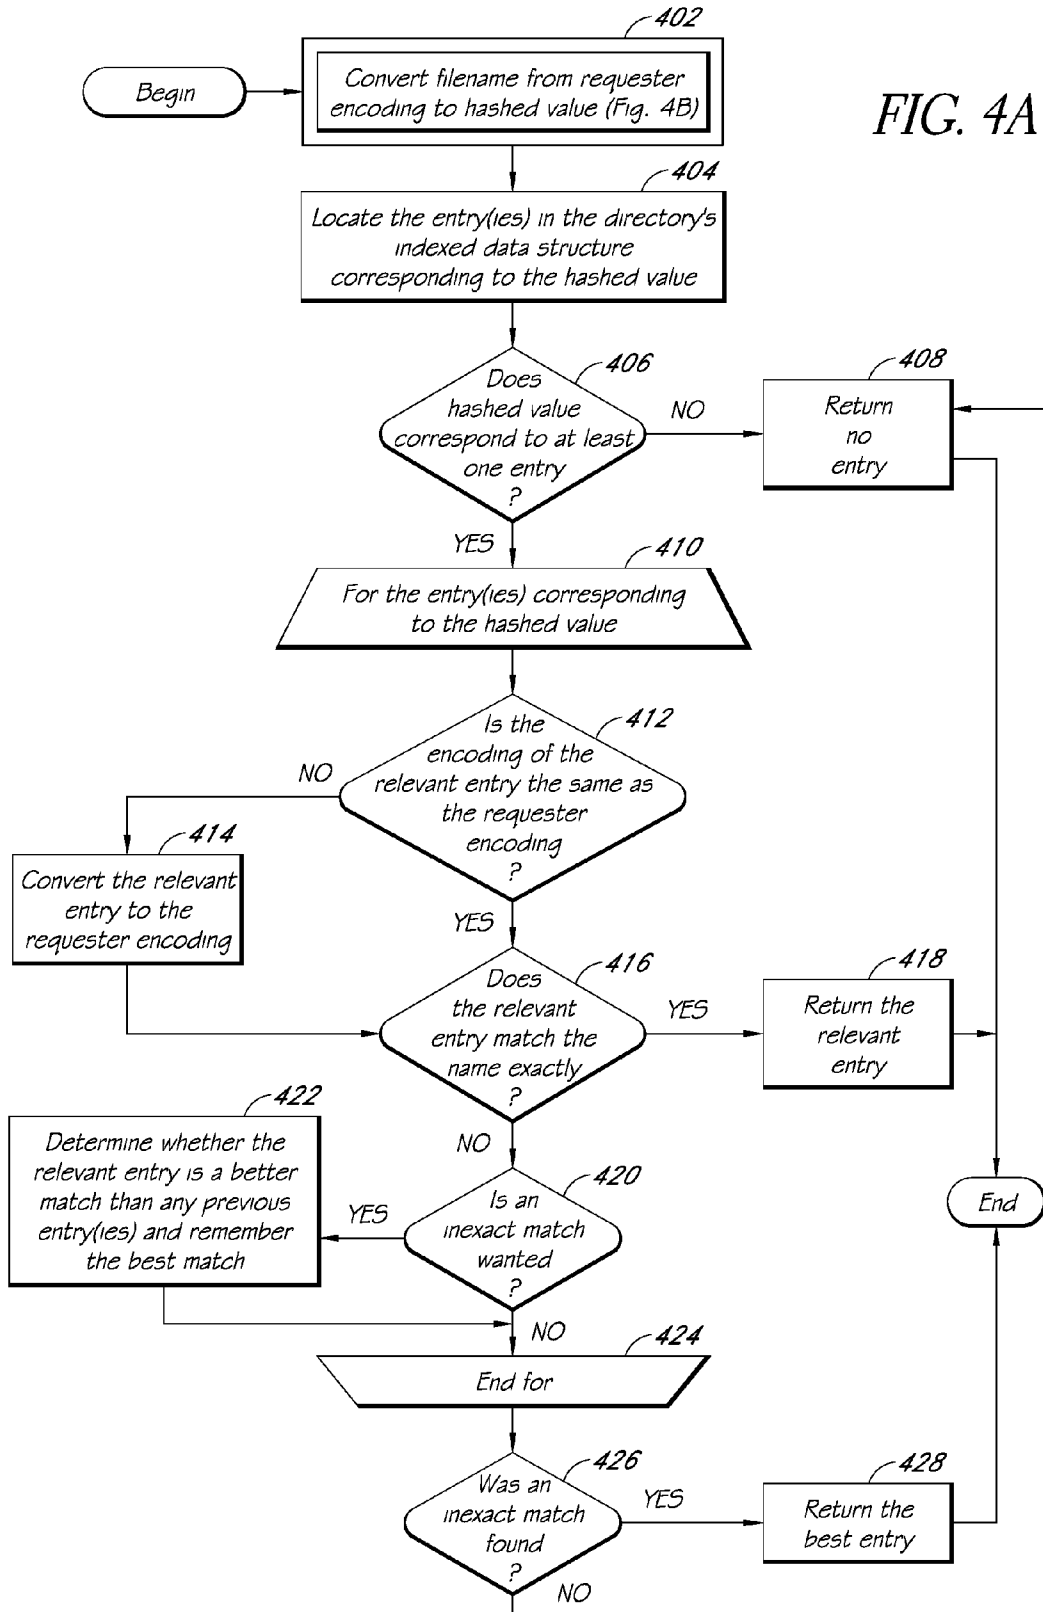 402
Begin
Convert filename from requester
encoding to hashed value (Fig. 4B)
FIG. 4A
404
Locate the entry(ies) in the directory's
indexed data structure
corresponding to the hashed value
406
Does
hashed value
correspond to at least
one entry
?
NO
408
Return
no
entry
YES
410
For the entry(ies) corresponding
to the hashed value
412
Is the
encoding of the
relevant entry the same as
the requester
encoding
?
NO
414
Convert the relevant
entry to the
requester encoding
YES
416
Does
the relevant
entry match the
name exactly
?
YES
418
Return the
relevant
entry
NO
422
Determine whether the
relevant entry is a better
match than any previous
entry(ies) and remember
the best match
420
Is an
inexact match
wanted
?
YES
End
NO
424
End for
426
Was an
inexact match
found
?
YES
428
Return the
best entry
NO